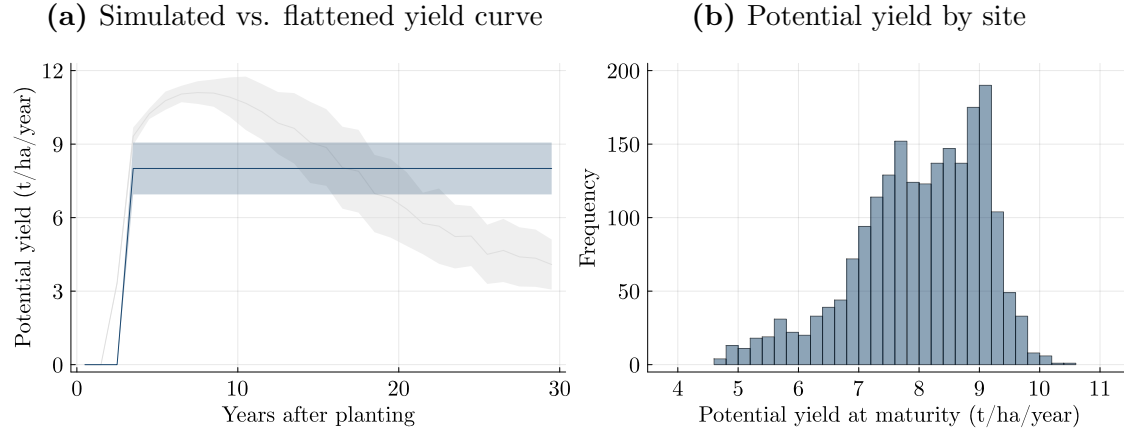 (a) Simulated vs. flattened yield curve
Potential yield (t/ha/year)
12
9
6
3
0
0 10 20 30
Years after planting
(b) Potential yield by site
Frequency
200
150
100
50
0
4 5 6 7 8 9 10 11
Potential yield at maturity (t/ha/year)